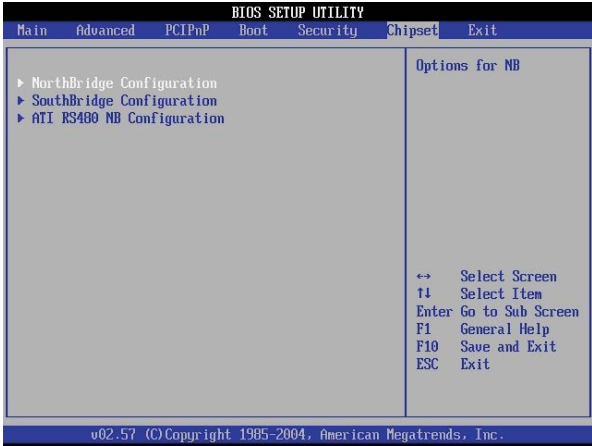 BIOS SETUP UTILITY
Main Advanced PCIPnP Boot Security Chipset Exit
Options for NB
▶ NorthBridge Configuration
▶ SouthBridge Configuration
▶ ATI RS480 NB Configuration
↔ Select Screen
↑↓ Select Item
Enter Go to Sub Screen
F1 General Help
F10 Save and Exit
ESC Exit
v02.57 (C)Copyright 1985-2004, American Megatrends, Inc.